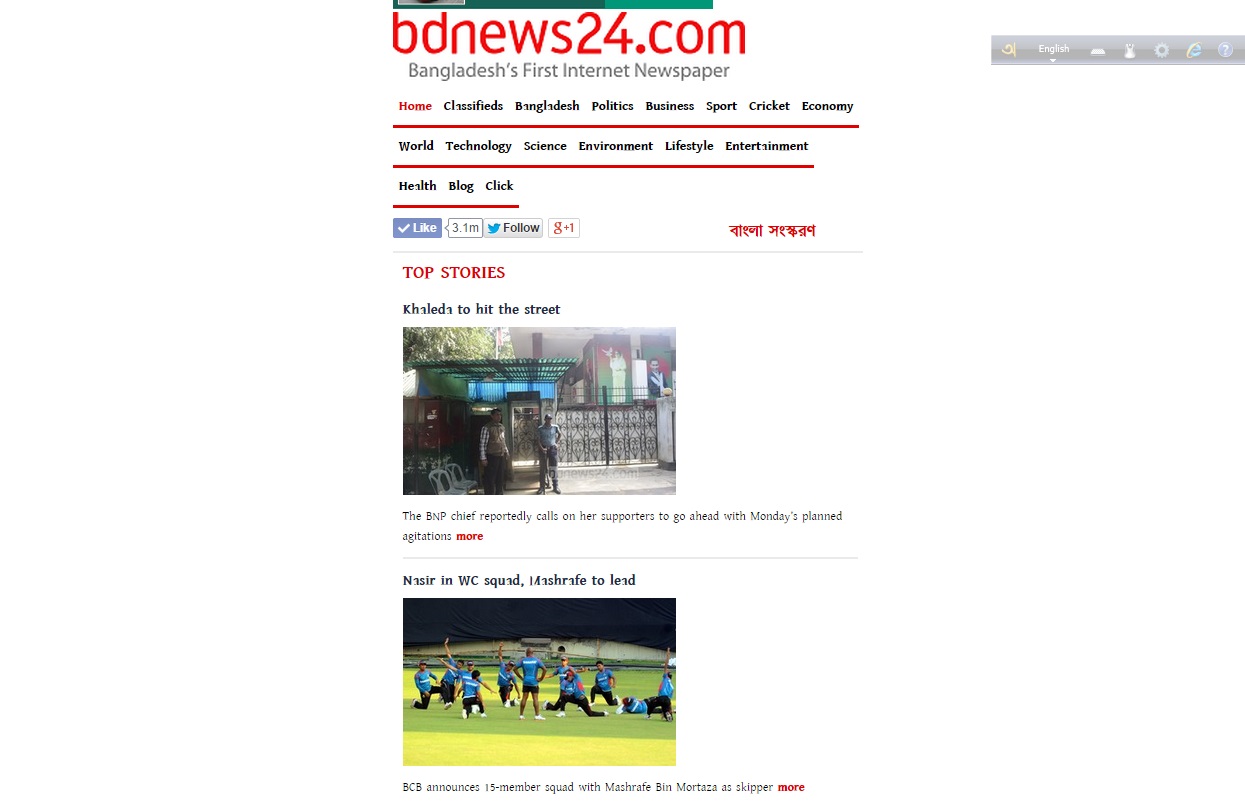 bdnews24.com
Bangladesh's First Internet Newspaper
English
Home Classifieds Bangladesh Politics Business Sport Cricket Economy
World Technology Science Environment Lifestyle Entertainment
Health Blog Click
Like 3.1m Follow g+1 বাংলা সংস্করণ
TOP STORIES
Khaleda to hit the street
bdnews24.com
The BNP chief reportedly calls on her supporters to go ahead with Monday's planned
agitations more
Nasir in WC squad, Mashrafe to lead
BCB announces 15-member squad with Mashrafe Bin Mortaza as skipper more